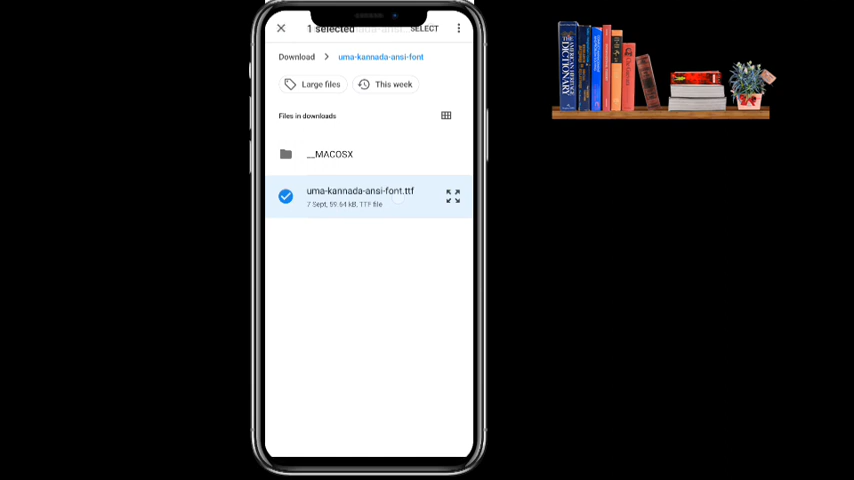 1 selected
SELECT
Download > uma-kannada-ansi-font
Large files
This week
Files in downloads
__MACOSX
uma-kannada-ansi-font.ttf
7 Sept, 59.64 kB, TTF file
DICTIONARY